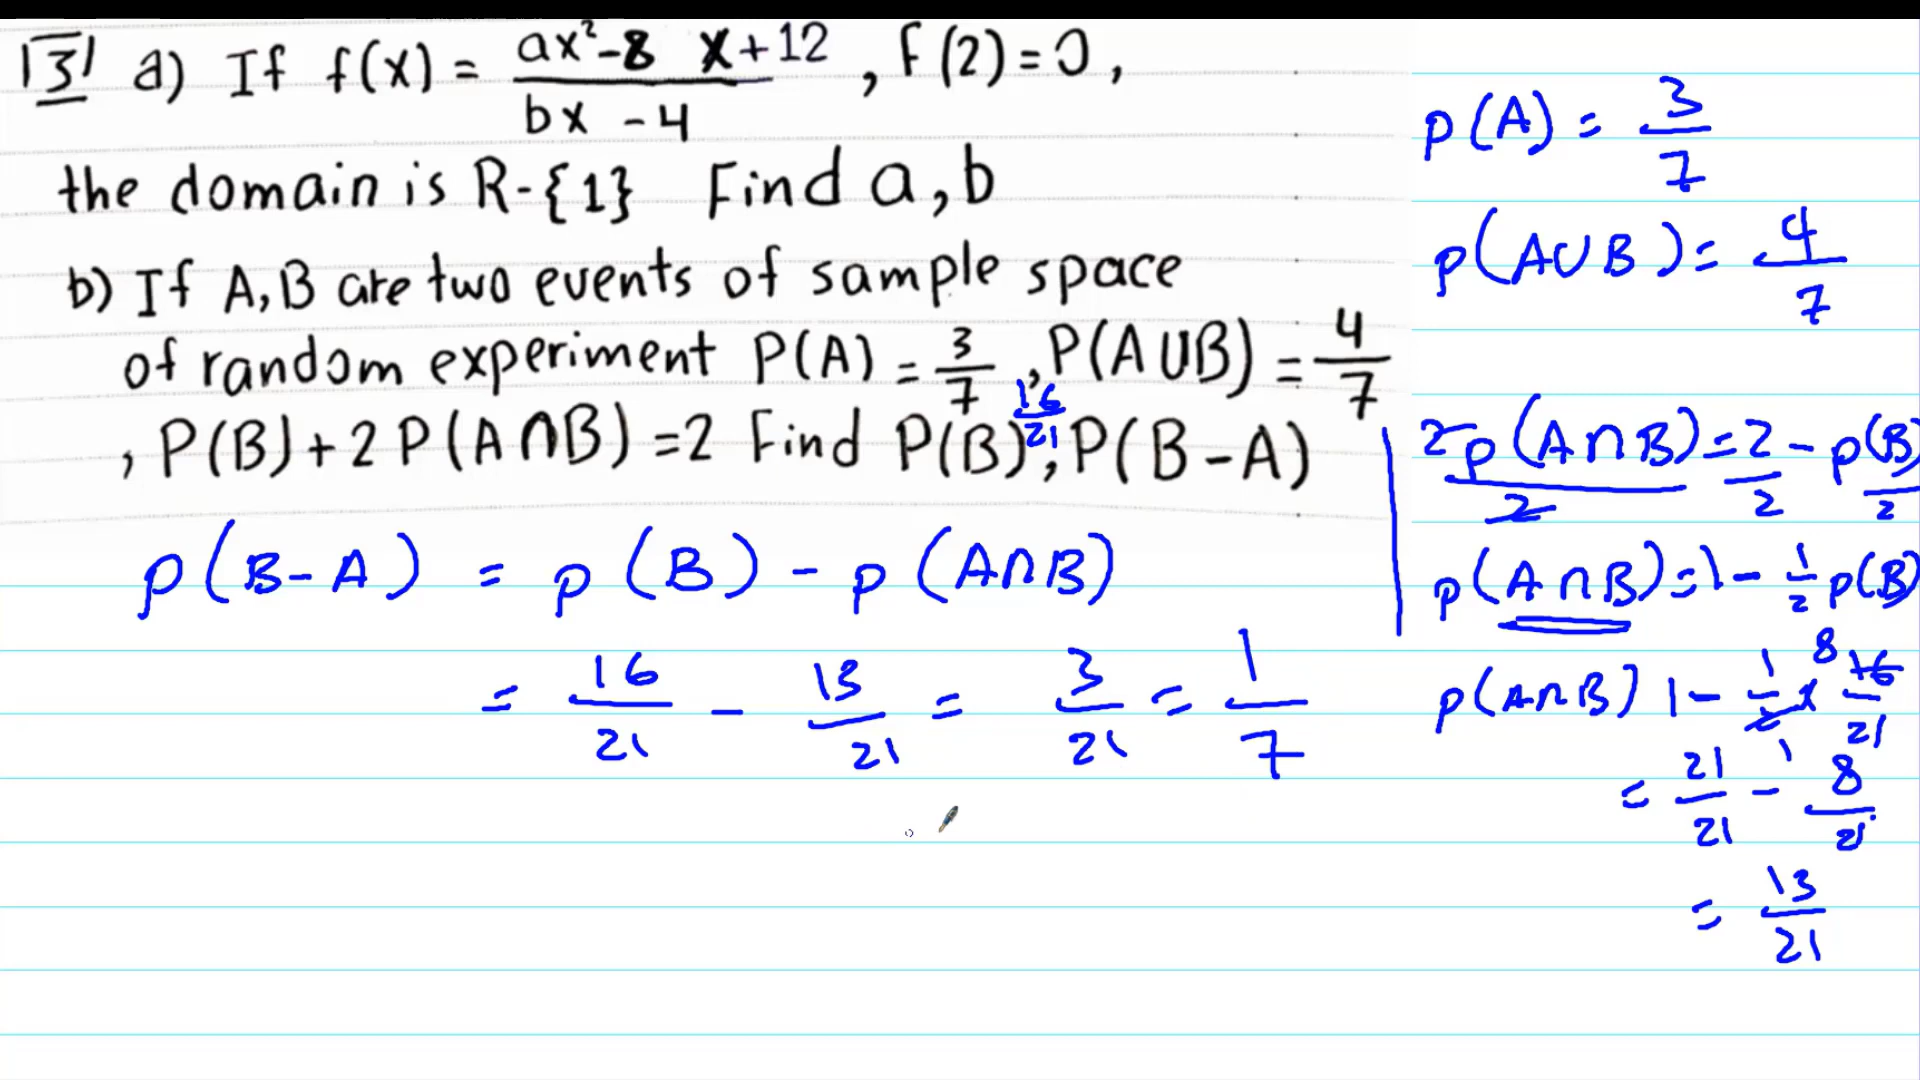 3 a) If f(x) = (ax²-8 x+12)/(bx - 4) , F(2) = 0 ,
the domain is R-{1} Find a, b
b) If A, B are two events of sample space
of random experiment P(A) = 3/7 , P(A∪B) = 4/7
, P(B)+2P(A∩B)=2 Find P(B) 16/21 , P(B-A)
p(B-A) = p(B) - p(A∩B)
= 16/21 - 13/21 = 3/21 = 1/7
p(A) = 3/7
p(A∪B) = 4/7
2p(A∩B)/2 = 2/2 - p(B)/2
p(A∩B)=1-1/2 p(B)
p(A∩B) 1 - 1/2 x 16/21 8 1
= 21/21 - 8/21
= 13/21